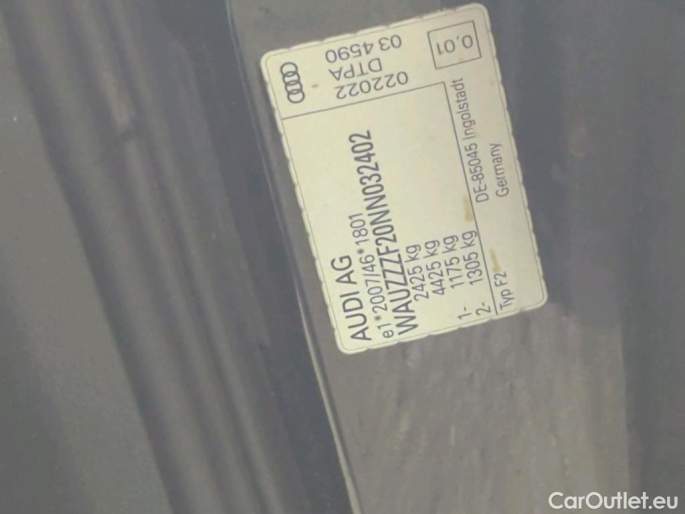 AUDI AG
e1*2007/46*1801
WAUZZZF20NN032402
2425 kg
4425 kg
1- 1175 kg
2- 1305 kg
Typ F2
DE-85045 Ingolstadt
Germany
022022
DTPA
03 4590
0,01
CarOutlet.eu